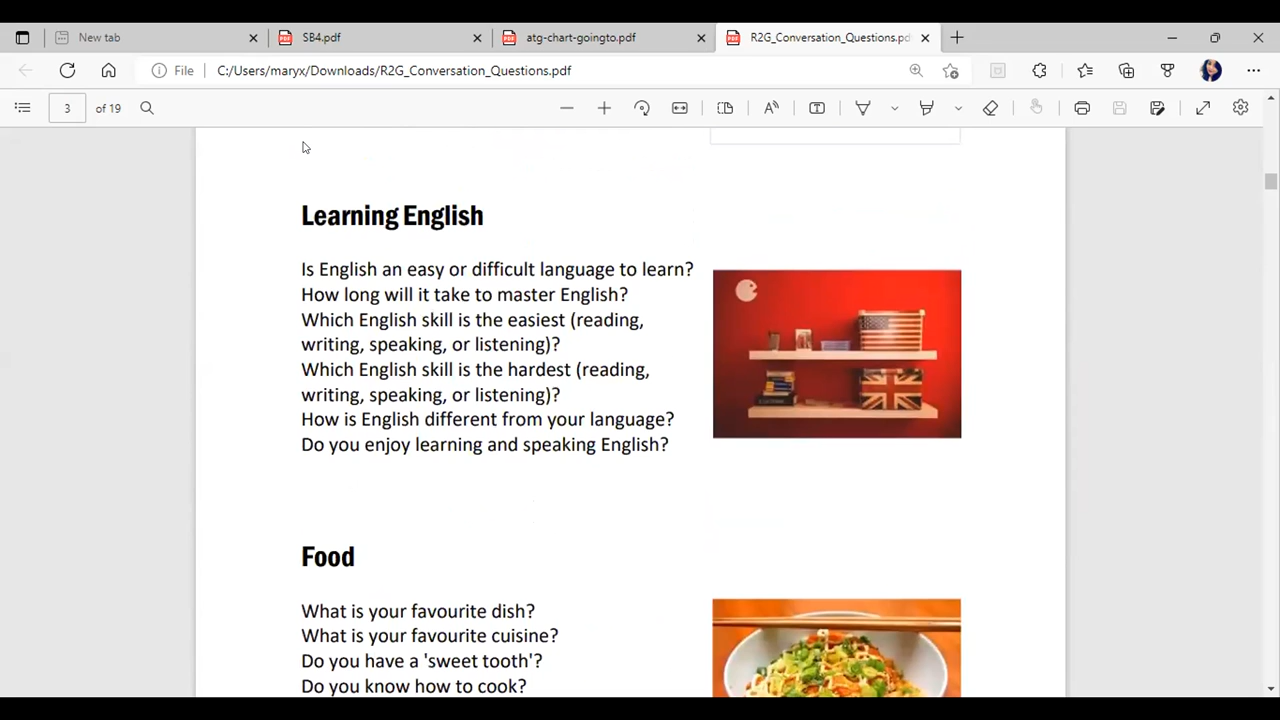 New tab
SB4.pdf
atg-chart-goingto.pdf
R2G_Conversation_Questions.pd
File
C:/Users/maryx/Downloads/R2G_Conversation_Questions.pdf
3
of 19
Learning English
Is English an easy or difficult language to learn?
How long will it take to master English?
Which English skill is the easiest (reading,
writing, speaking, or listening)?
Which English skill is the hardest (reading,
writing, speaking, or listening)?
How is English different from your language?
Do you enjoy learning and speaking English?
Food
What is your favourite dish?
What is your favourite cuisine?
Do you have a 'sweet tooth'?
Do you know how to cook?